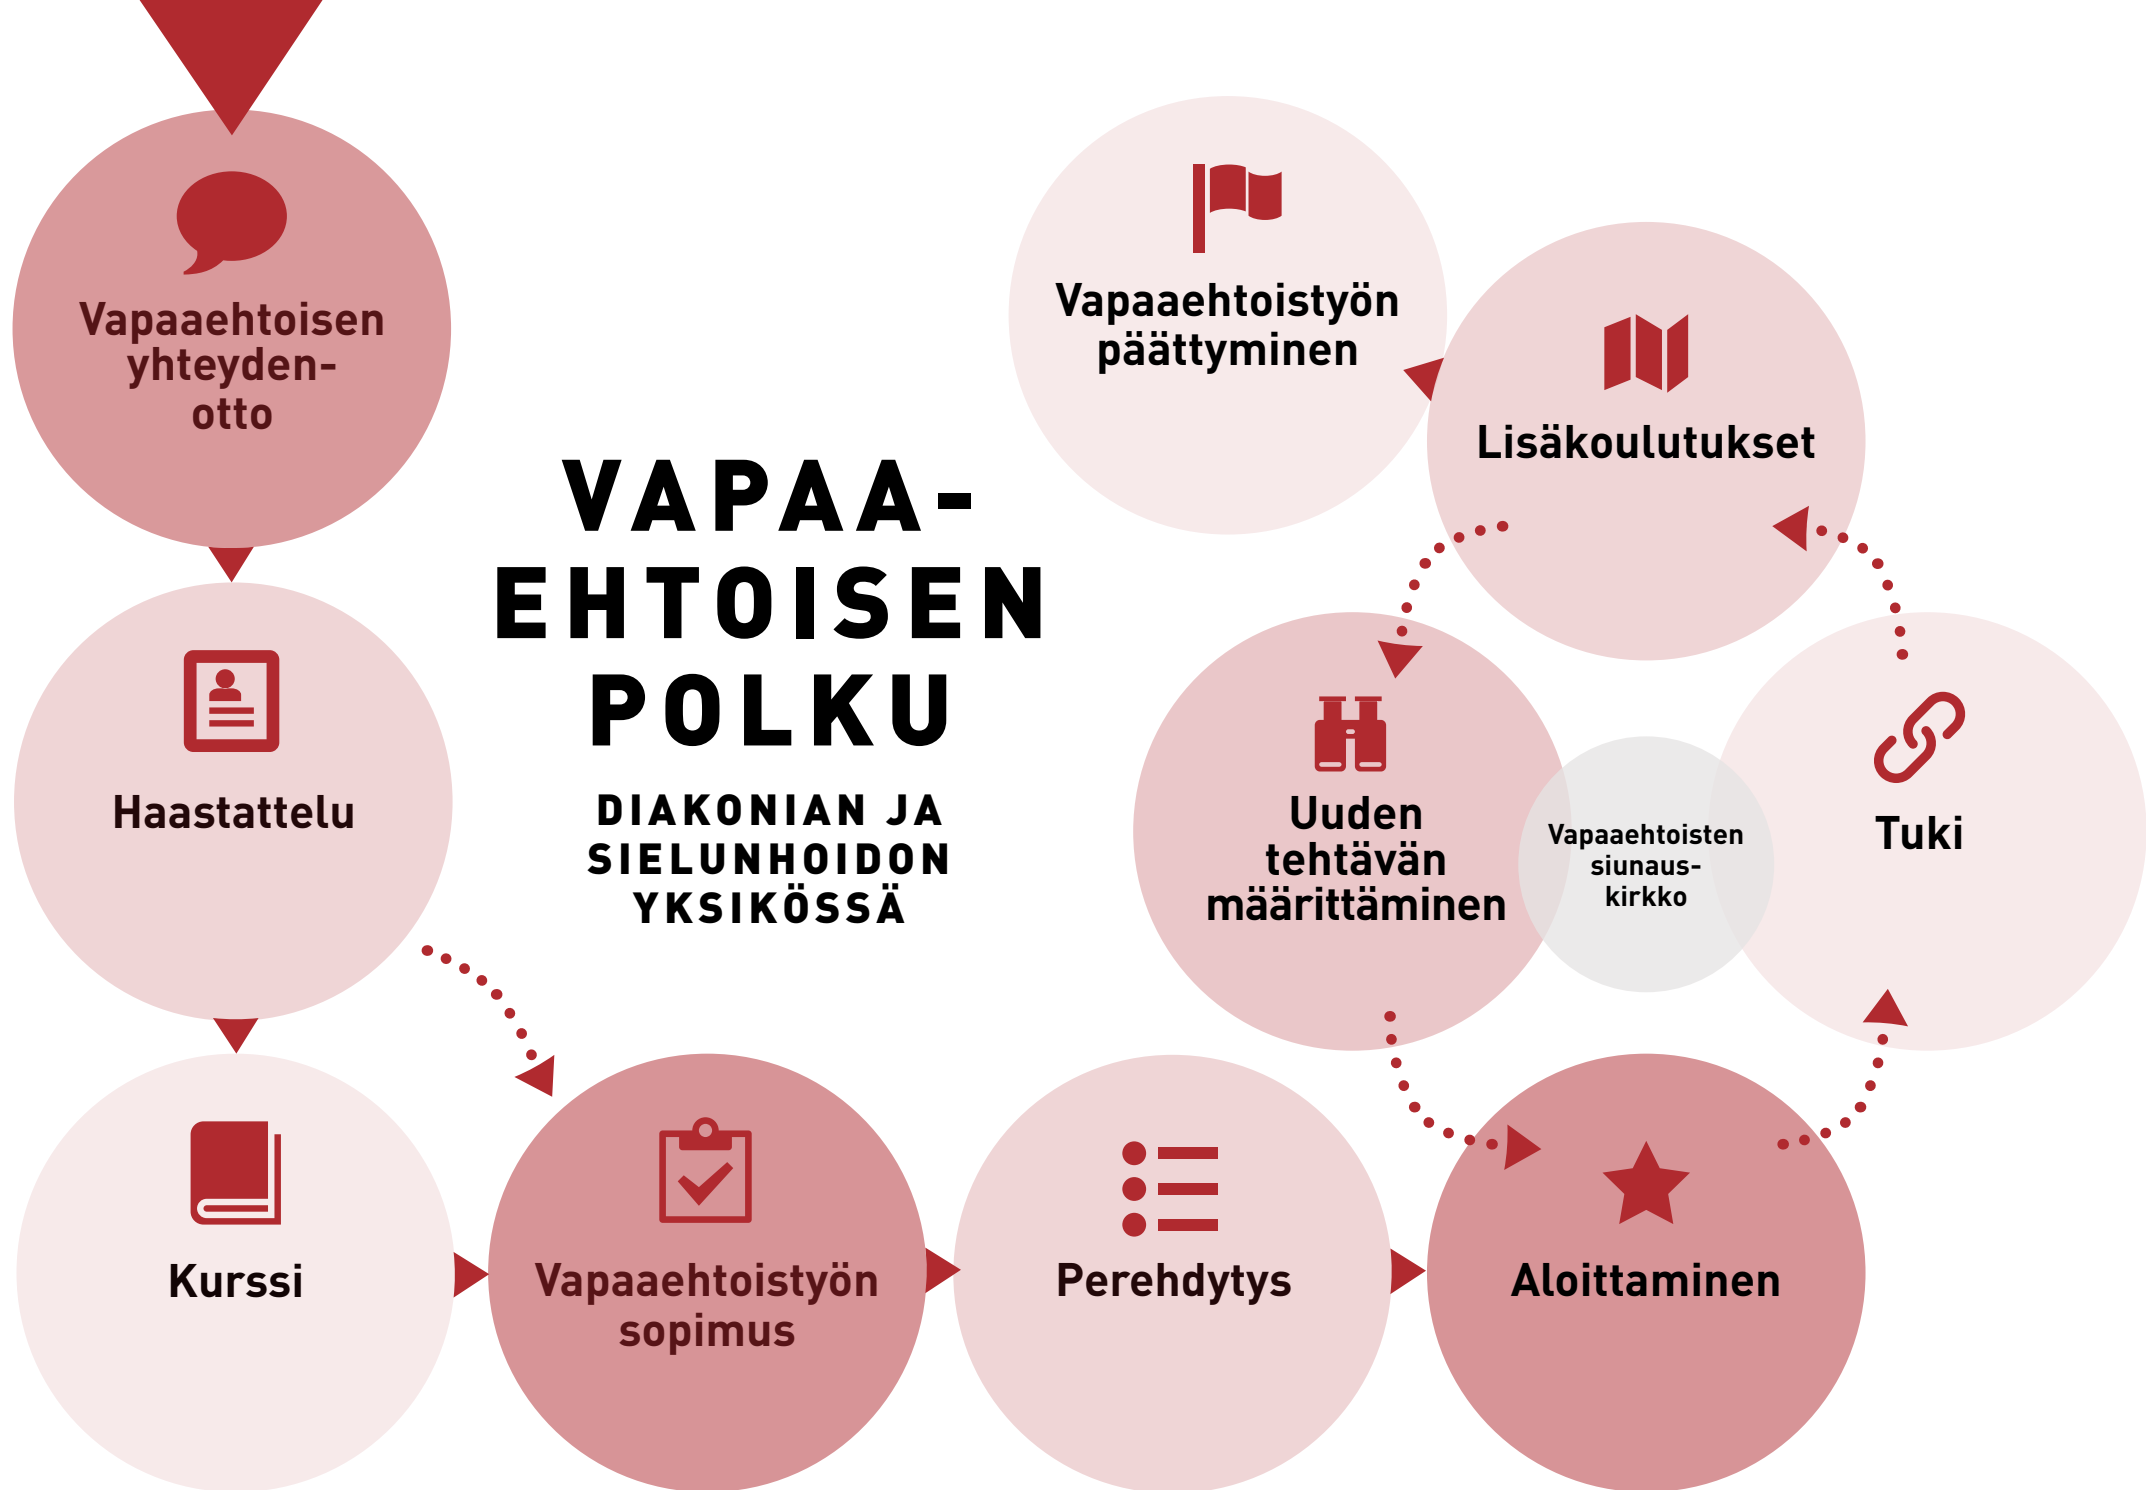 Vapaaehtoisen
yhteyden-
otto
Haastattelu
Kurssi
VAPAA-
EHTOISEN
POLKU
DIAKONIAN JA
SIELUNHOIDON
YKSIKÖSSÄ
Vapaaehtoistyön
sopimus
Perehdytys
Aloittaminen
Tuki
Lisäkoulutukset
Uuden
tehtävän
määrittäminen
Vapaaehtoisten
siunaus-
kirkko
Vapaaehtoistyön
päättyminen